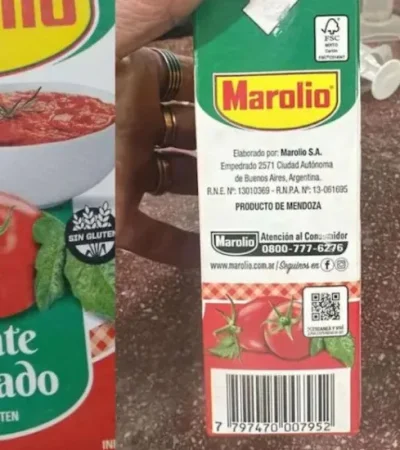 SIN GLUTEN
ate
ado
TEN
FSC
Marolio
Elaborado por: Marolio S.A.
Empedrado 2571 Ciudad Autónoma
de Buenos Aires, Argentina.
R.N.E. Nº: 13010369 - R.N.P.A. Nº: 13-061695
PRODUCTO DE MENDOZA
Marolio Atención al Consumidor
0800-777-6276
www.marolio.com.ar / Seguinos en
7 797470 007952